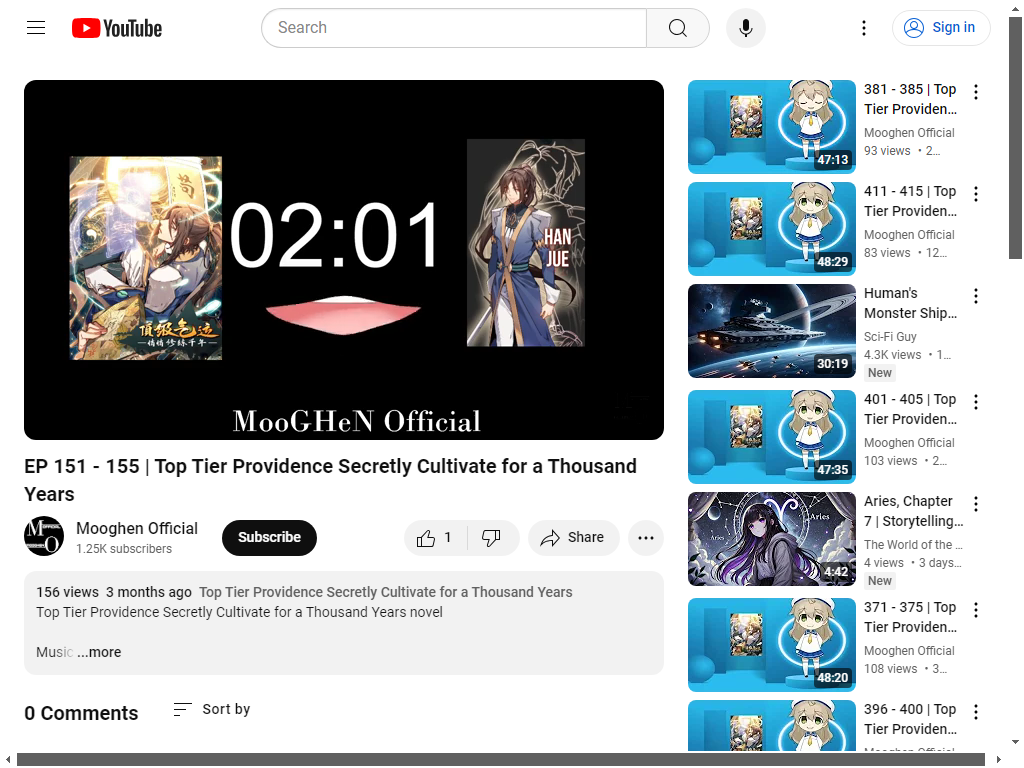 YouTube
Search
Sign in
02:01
HAN
JUE
頂級气运
悄悄修练千年
MooGHeN Official
EP 151 - 155 | Top Tier Providence Secretly Cultivate for a Thousand
Years
Mooghen Official
1.25K subscribers
Subscribe
1
Share
156 views 3 months ago Top Tier Providence Secretly Cultivate for a Thousand Years
Top Tier Providence Secretly Cultivate for a Thousand Years novel
Music ...more
0 Comments
Sort by
381 - 385 | Top
Tier Providen...
Mooghen Official
93 views • 2...
47:13
411 - 415 | Top
Tier Providen...
Mooghen Official
83 views • 12...
48:29
Human's
Monster Ship...
Sci-Fi Guy
4.3K views • 1...
New
30:19
401 - 405 | Top
Tier Providen...
Mooghen Official
103 views • 2...
47:35
Aries, Chapter
7 | Storytelling...
The World of the ...
4 views • 3 days...
New
Aries
Aries
4:42
371 - 375 | Top
Tier Providen...
Mooghen Official
108 views • 3...
48:20
396 - 400 | Top
Tier Providen...